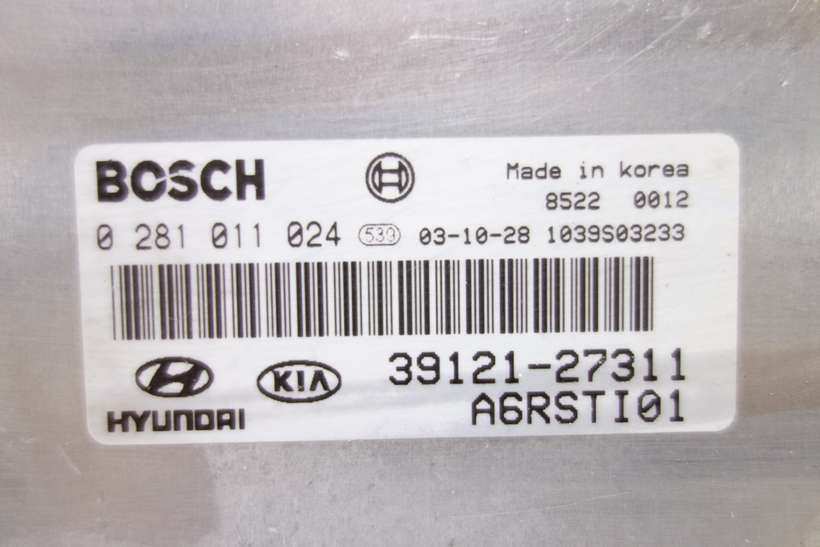 BOSCH
Made in korea
8522 0012
0 281 011 024 539 03-10-28 1039S03233
39121-27311
HYUNDAI KIA A6RSTI01